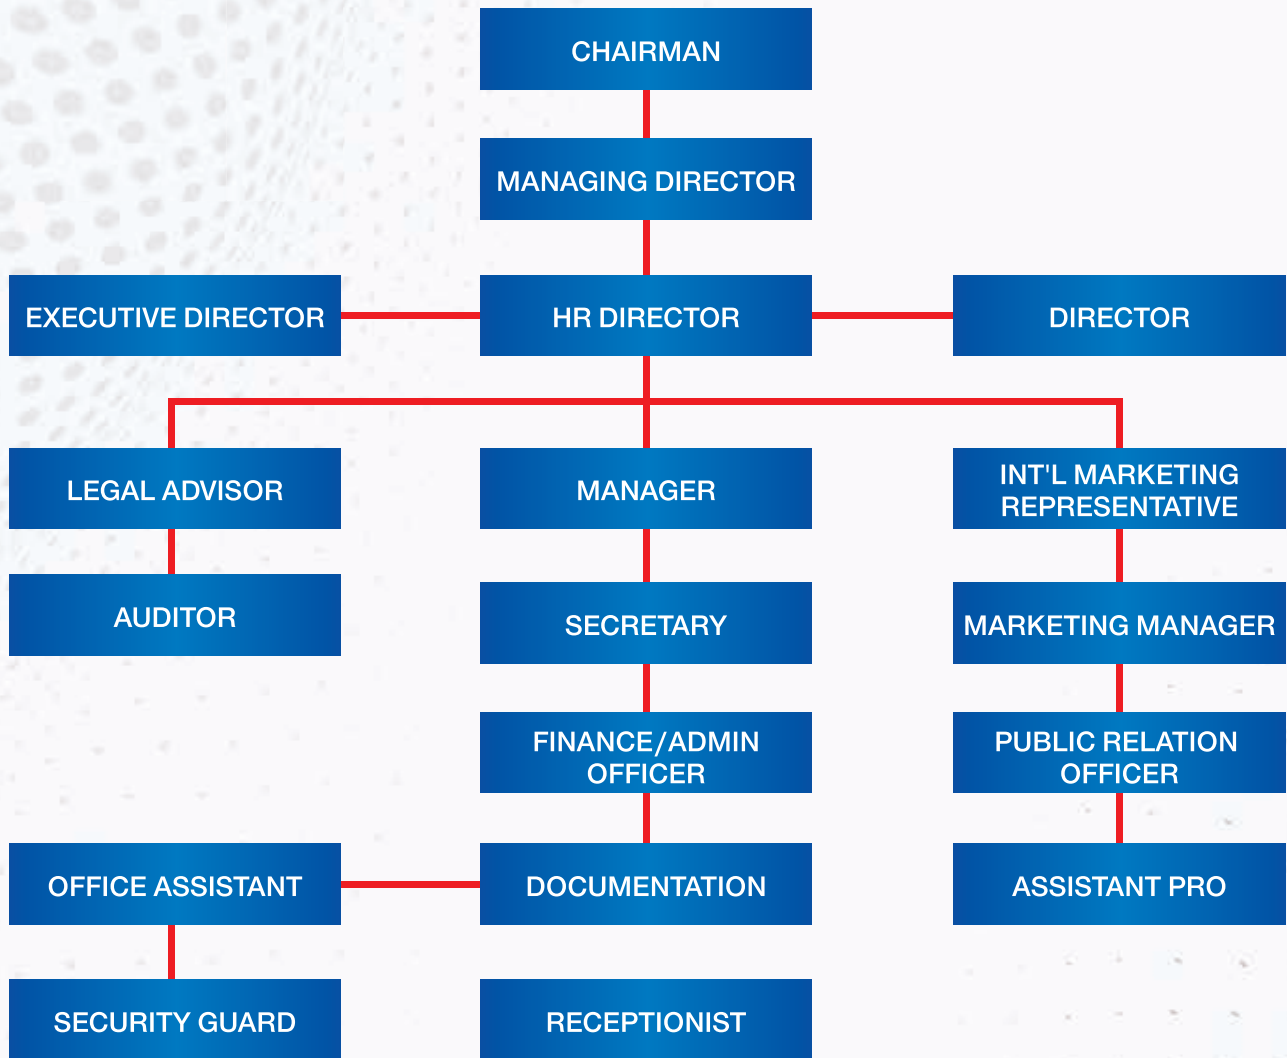 CHAIRMAN
MANAGING DIRECTOR
EXECUTIVE DIRECTOR
HR DIRECTOR
DIRECTOR
LEGAL ADVISOR
MANAGER
INT'L MARKETING
REPRESENTATIVE
AUDITOR
SECRETARY
MARKETING MANAGER
FINANCE/ADMIN
OFFICER
PUBLIC RELATION
OFFICER
OFFICE ASSISTANT
DOCUMENTATION
ASSISTANT PRO
SECURITY GUARD
RECEPTIONIST